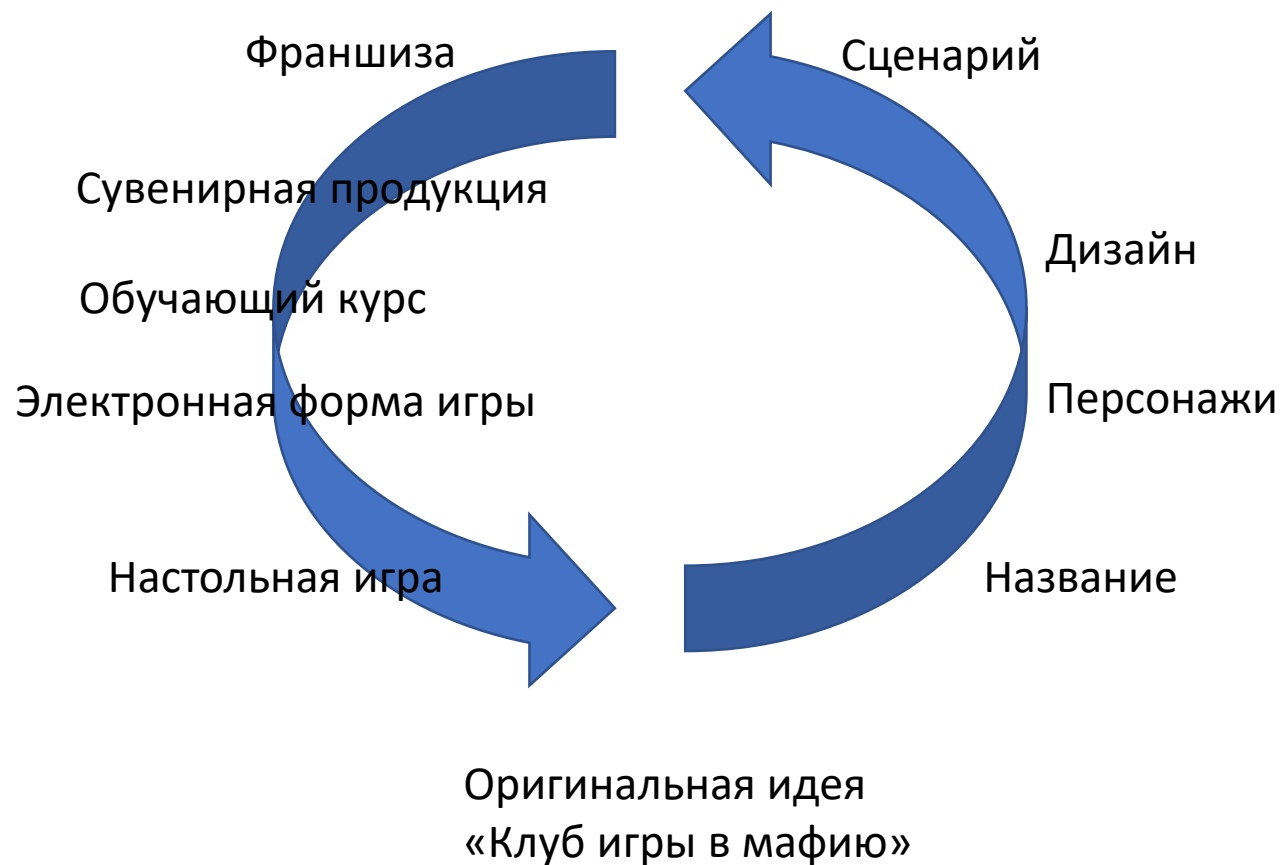 Франшиза
Сценарий
Сувенирная продукция
Дизайн
Обучающий курс
Электронная форма игры
Персонажи
Настольная игра
Название
Оригинальная идея
«Клуб игры в мафию»